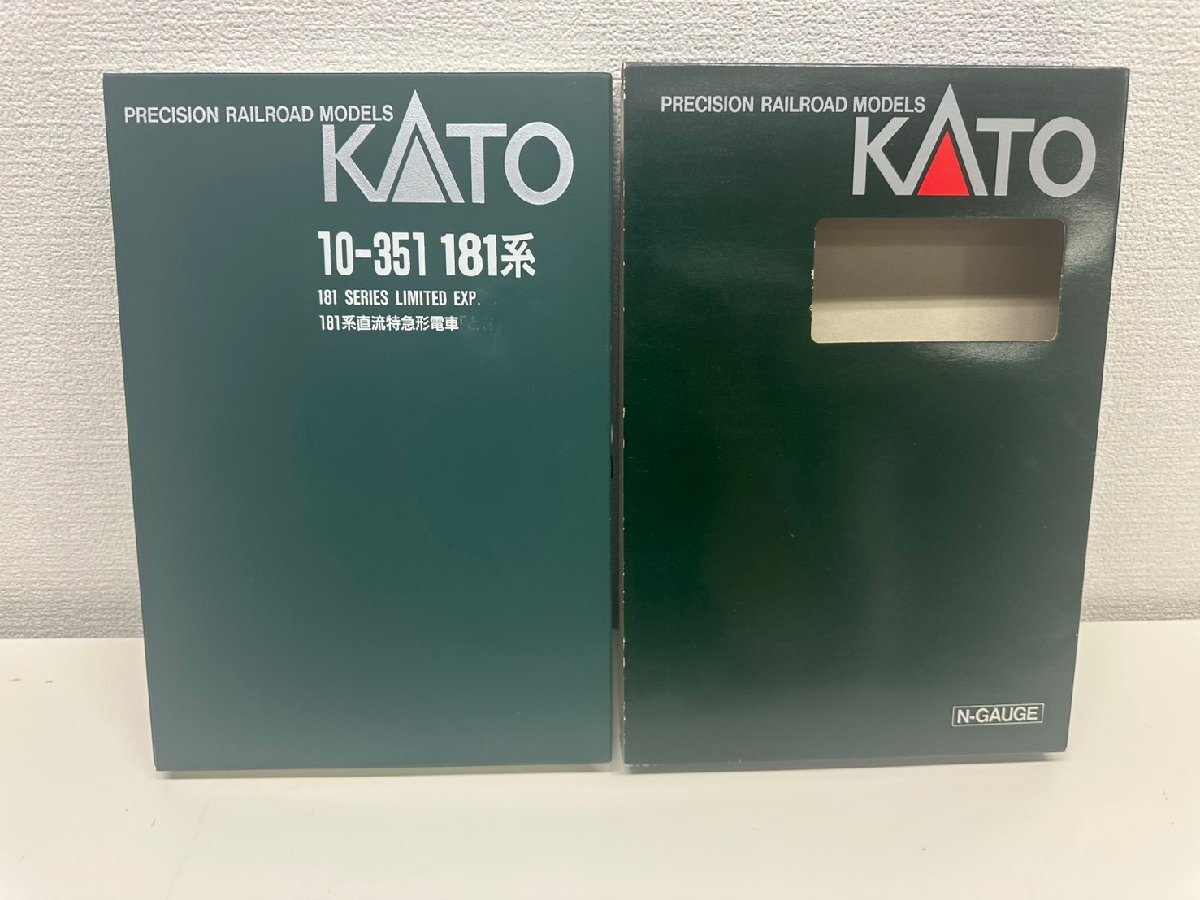 PRECISION RAILROAD MODELS
KATO
10-351 181系
181 SERIES LIMITED EXP.
181系直流特急形電車
PRECISION RAILROAD MODELS
KATO
N-GAUGE